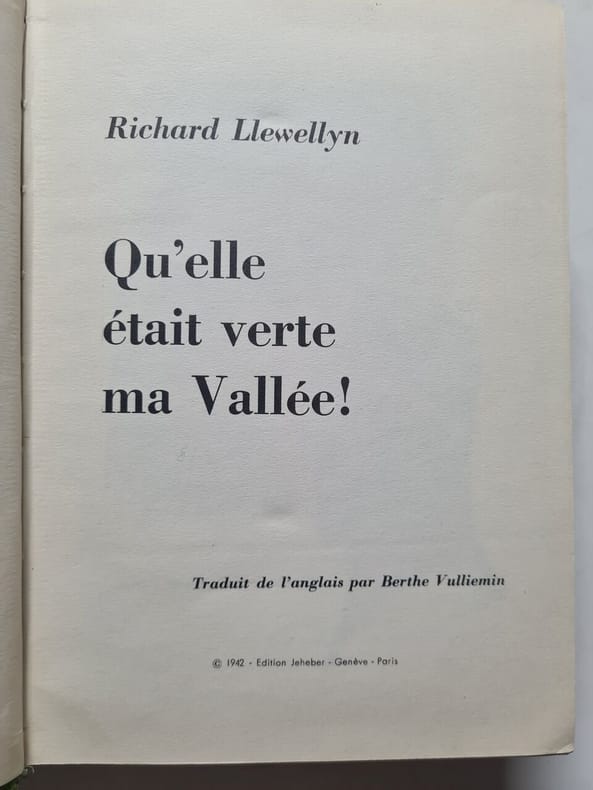 Richard Llewellyn
Qu'elle
était verte
ma Vallée!
Traduit de l'anglais par Berthe Vulliemin
© 1942 - Edition Jeheber - Genève - Paris